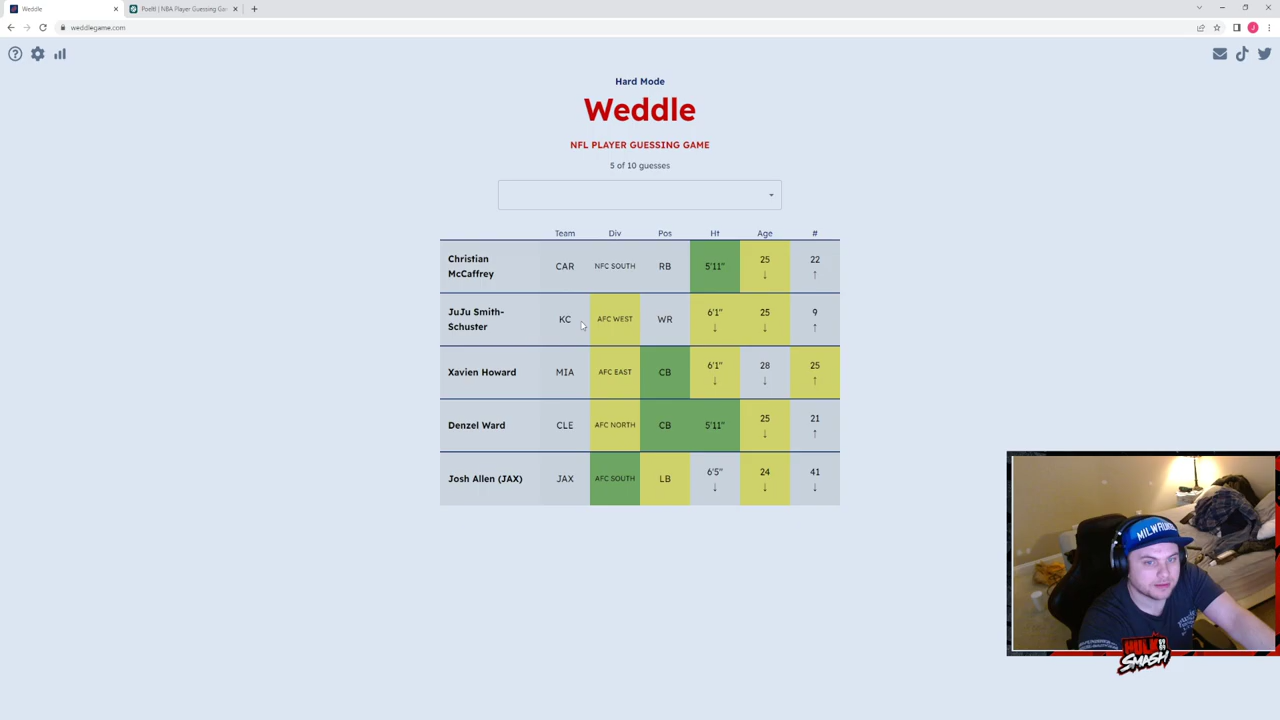 Weddle
Poeltl | NBA Player Guessing Ga
weddlegame.com
J
Hard Mode
Weddle
NFL PLAYER GUESSING GAME
5 of 10 guesses
Team Div Pos Ht Age #
Christian McCaffrey CAR NFC SOUTH RB 5'11" 25 ↓ 22 ↑
JuJu Smith-Schuster KC AFC WEST WR 6'1" ↓ 25 ↓ 9 ↑
Xavien Howard MIA AFC EAST CB 6'1" ↓ 28 ↓ 25 ↑
Denzel Ward CLE AFC NORTH CB 5'11" 25 ↓ 21 ↑
Josh Allen (JAX) JAX AFC SOUTH LB 6'5" ↓ 24 ↓ 41 ↓
HULK
SMASH